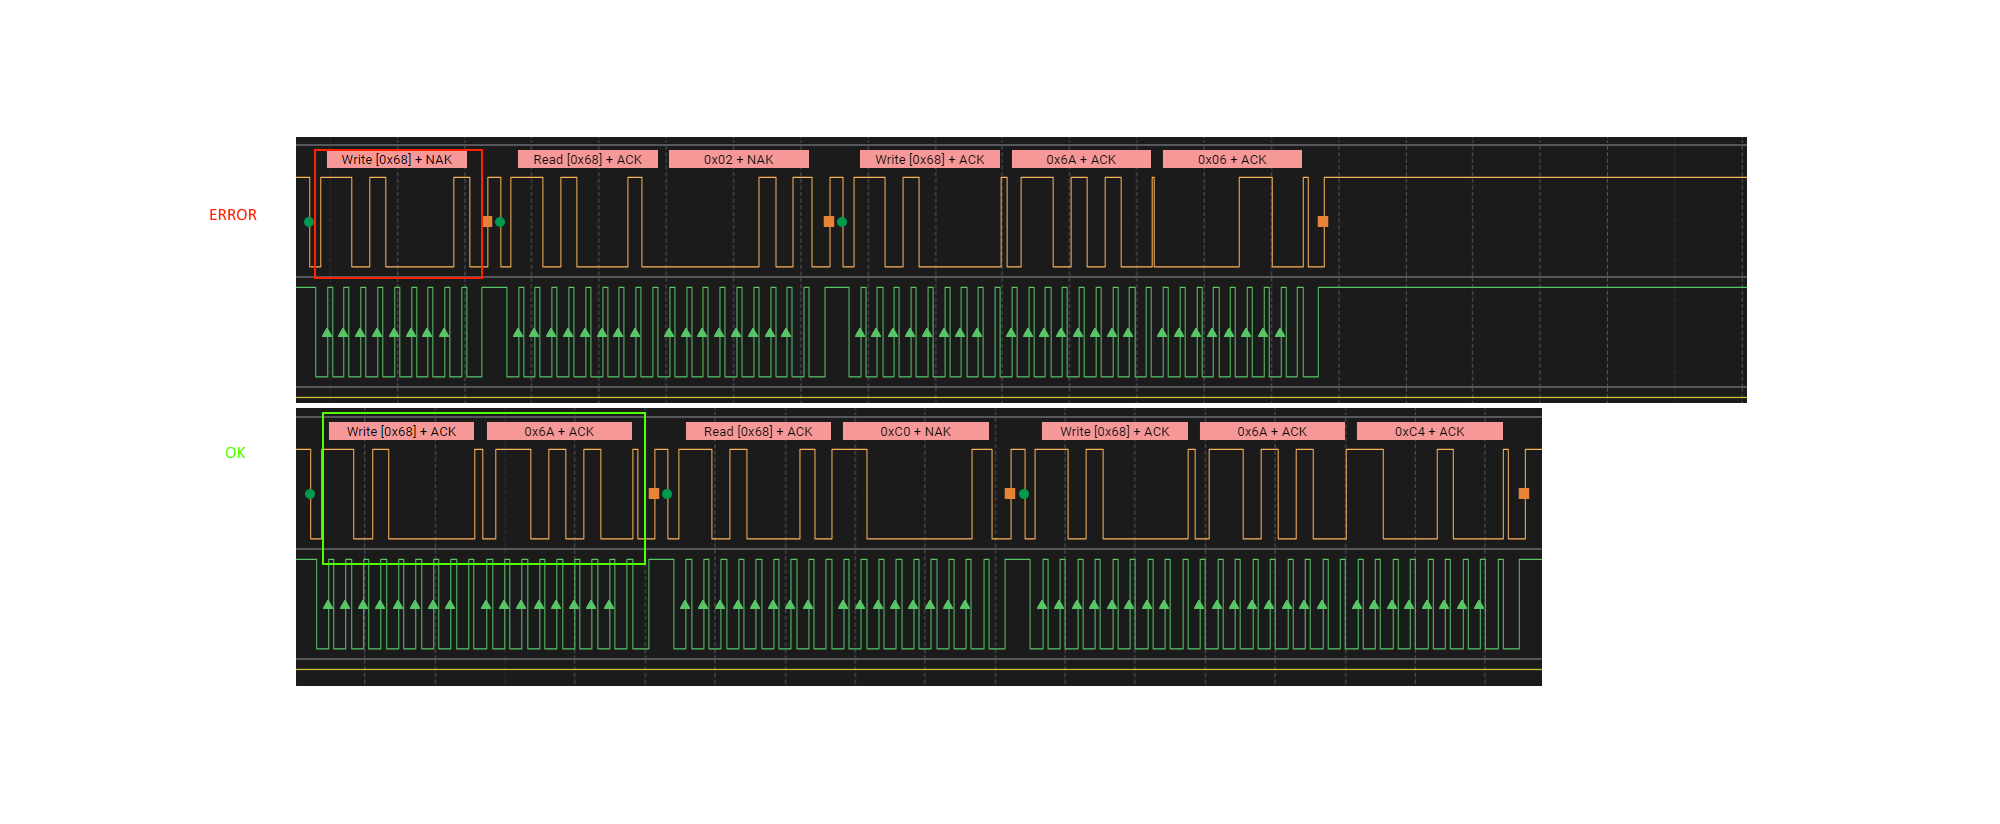 Write [0x68] + NAK Read [0x68] + ACK 0x02 + NAK Write [0x68] + ACK 0x6A + ACK 0x06 + ACK
ERROR
Write [0x68] + ACK 0x6A + ACK Read [0x68] + ACK 0xC0 + NAK Write [0x68] + ACK 0x6A + ACK 0xC4 + ACK
OK